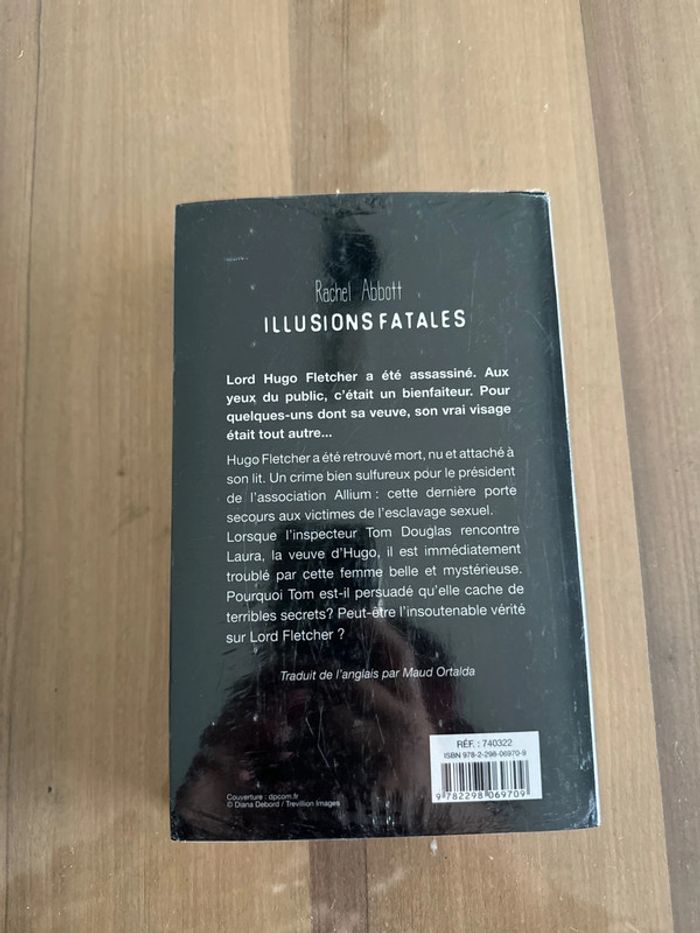 Rachel Abbott
ILLUSIONS FATALES
Lord Hugo Fletcher a été assassiné. Aux
yeux du public, c'était un bienfaiteur. Pour
quelques-uns dont sa veuve, son vrai visage
était tout autre...
Hugo Fletcher a été retrouvé mort, nu et attaché à
son lit. Un crime bien sulfureux pour le président
de l'association Allium : cette dernière porte
secours aux victimes de l'esclavage sexuel.
Lorsque l'inspecteur Tom Douglas rencontre
Laura, la veuve d'Hugo, il est immédiatement
troublé par cette femme belle et mystérieuse.
Pourquoi Tom est-il persuadé qu'elle cache de
terribles secrets? Peut-être l'insoutenable vérité
sur Lord Fletcher ?
Traduit de l'anglais par Maud Ortalda
RÉF. : 740322
ISBN 978-2-298-06970-9
9 782298 069709
Couverture : dpcom.fr
© Diana Debord / Trevillion Images